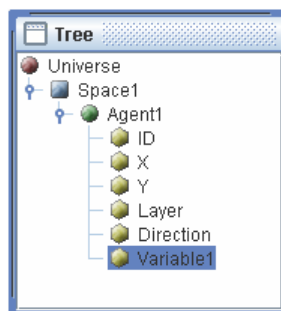 Tree
Universe
Space1
Agent1
ID
X
Y
Layer
Direction
Variable1